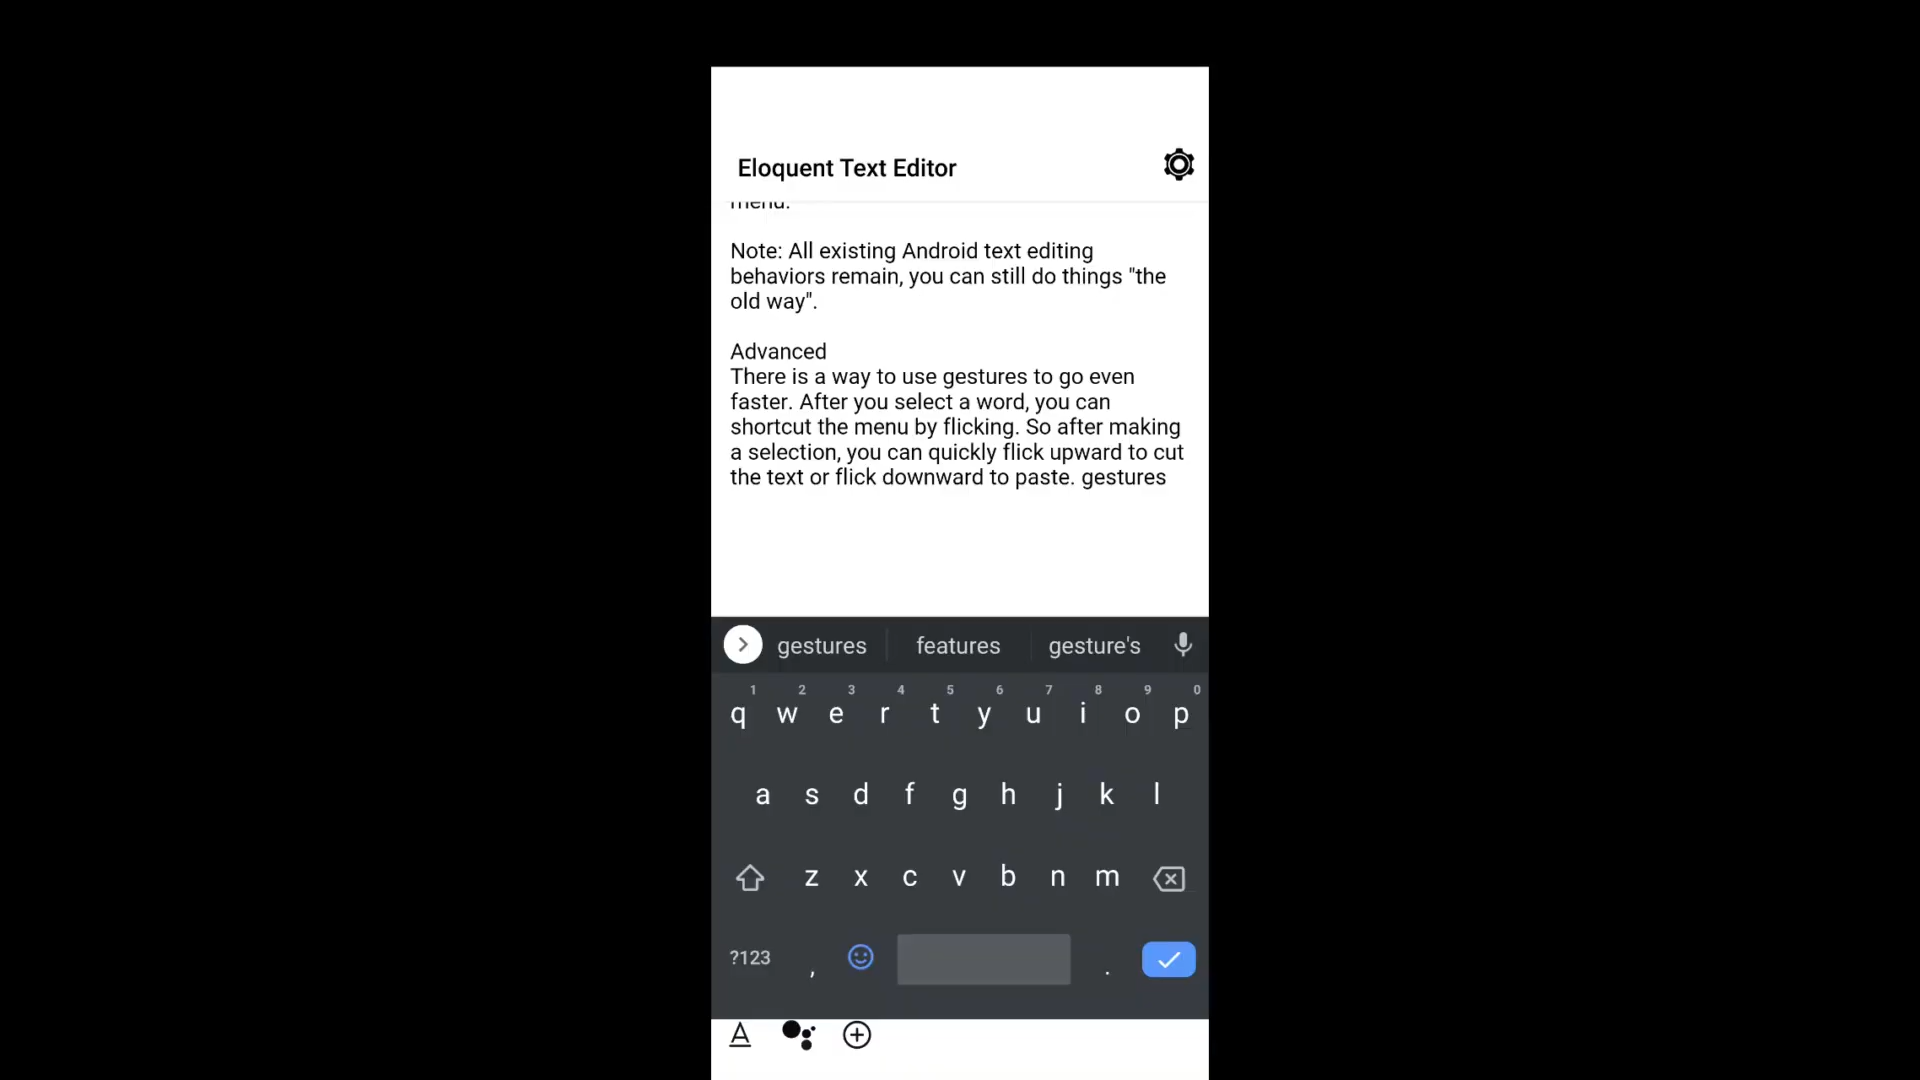 Eloquent Text Editor
menu.
Note: All existing Android text editing
behaviors remain, you can still do things "the
old way".
Advanced
There is a way to use gestures to go even
faster. After you select a word, you can
shortcut the menu by flicking. So after making
a selection, you can quickly flick upward to cut
the text or flick downward to paste. gestures
gestures features gesture's
1 2 3 4 5 6 7 8 9 0
q w e r t y u i o p
a s d f g h j k l
z x c v b n m
?123 , .
A